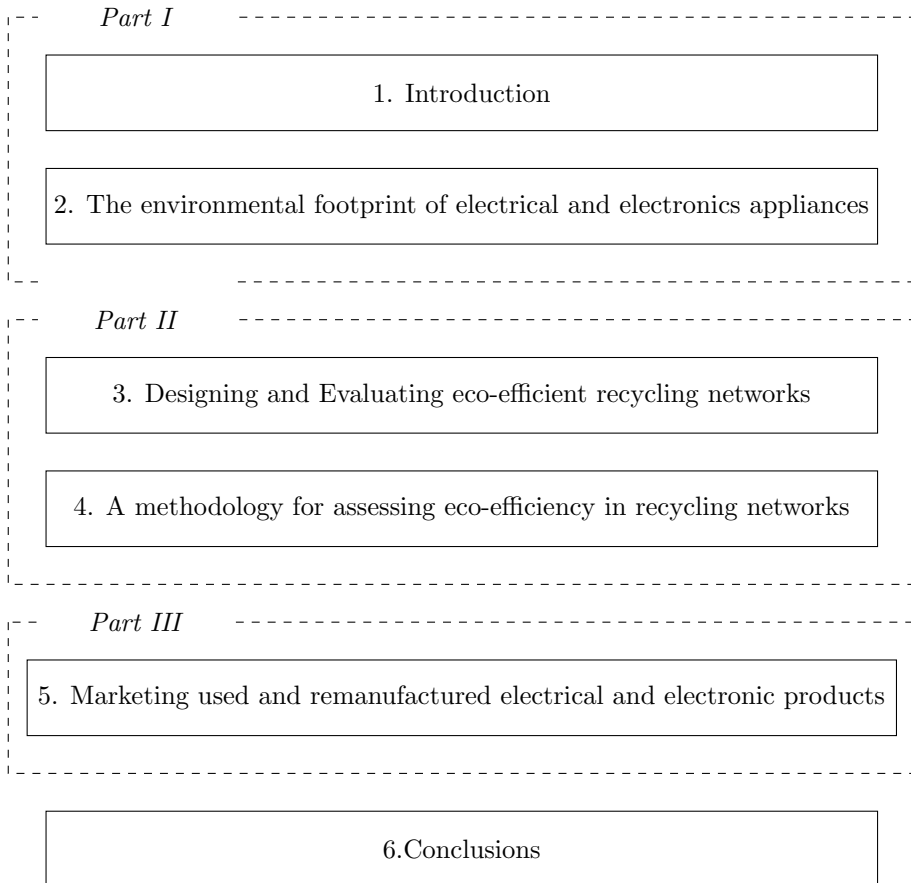 Part I
1. Introduction
2. The environmental footprint of electrical and electronics appliances
Part II
3. Designing and Evaluating eco-efficient recycling networks
4. A methodology for assessing eco-efficiency in recycling networks
Part III
5. Marketing used and remanufactured electrical and electronic products
6.Conclusions